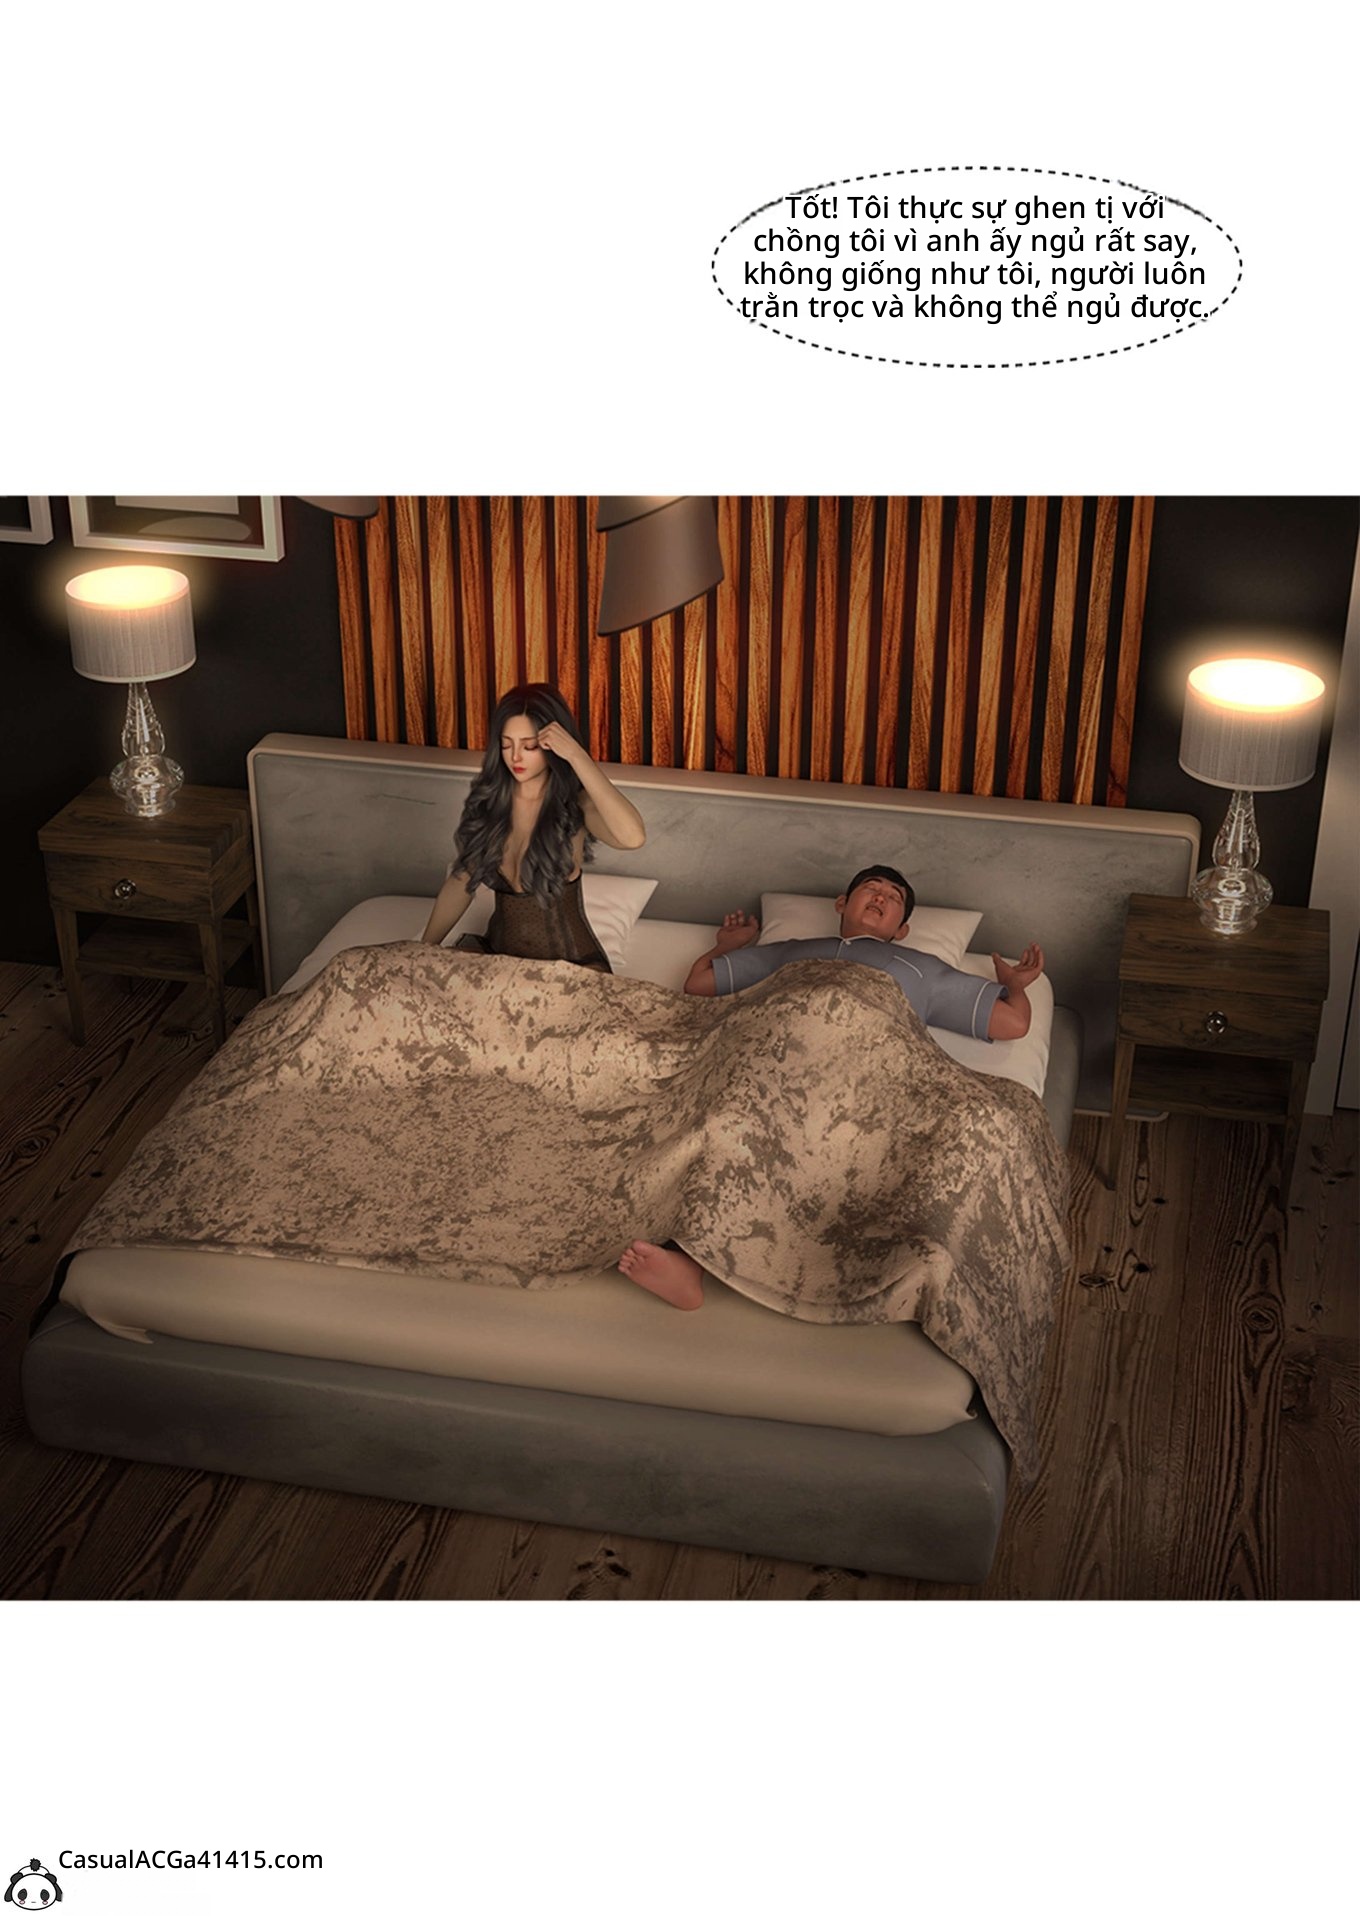 Tốt! Tôi thực sự ghen tị với
chồng tôi vì anh ấy ngủ rất say,
không giống như tôi, người luôn
trằn trọc và không thể ngủ được.
CasualACGa41415.com